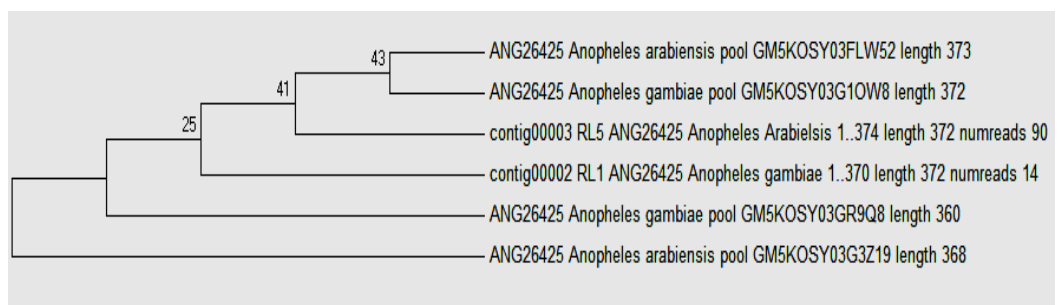 ANG26425 Anopheles arabiensis pool GM5KOSY03FLW52 length 373
43
ANG26425 Anopheles gambiae pool GM5KOSY03G1OW8 length 372
41
contig00003 RL5 ANG26425 Anopheles Arabielsis 1..374 length 372 numreads 90
25
contig00002 RL1 ANG26425 Anopheles gambiae 1..370 length 372 numreads 14
ANG26425 Anopheles gambiae pool GM5KOSY03GR9Q8 length 360
ANG26425 Anopheles arabiensis pool GM5KOSY03G3Z19 length 368